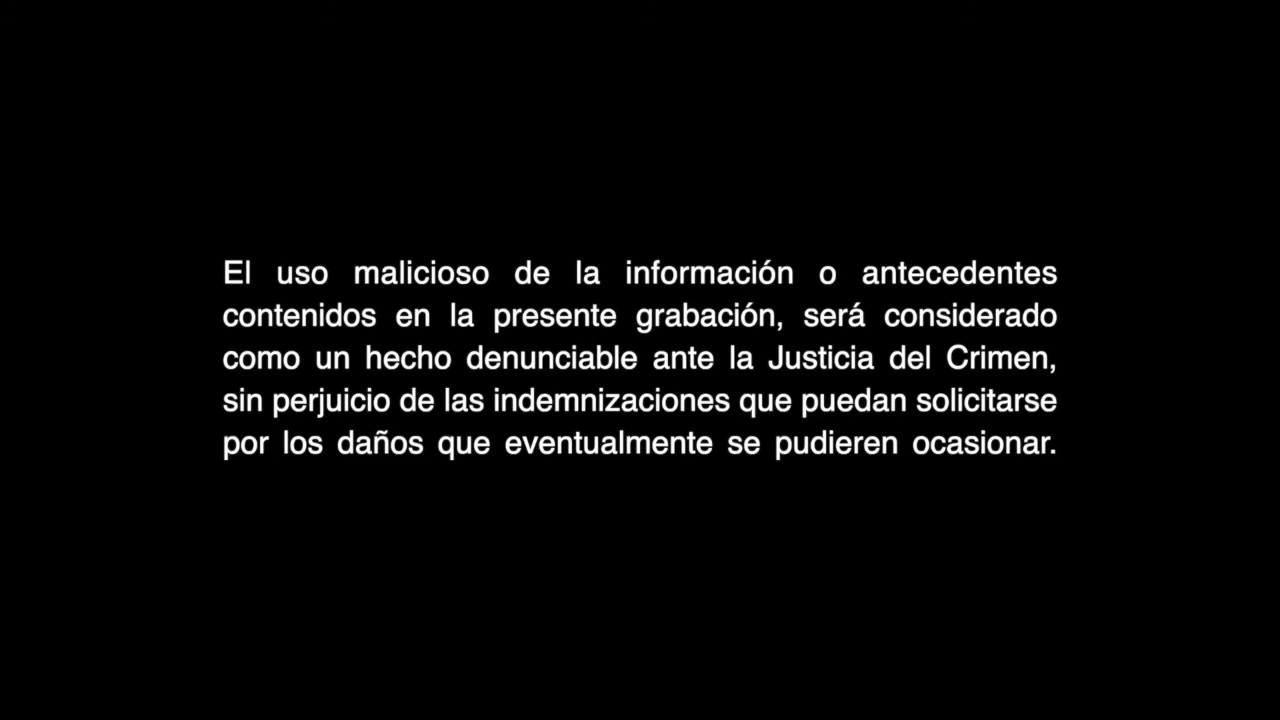 El uso malicioso de la información o antecedentes
contenidos en la presente grabación, será considerado
como un hecho denunciable ante la Justicia del Crimen,
sin perjuicio de las indemnizaciones que puedan solicitarse
por los daños que eventualmente se pudieren ocasionar.